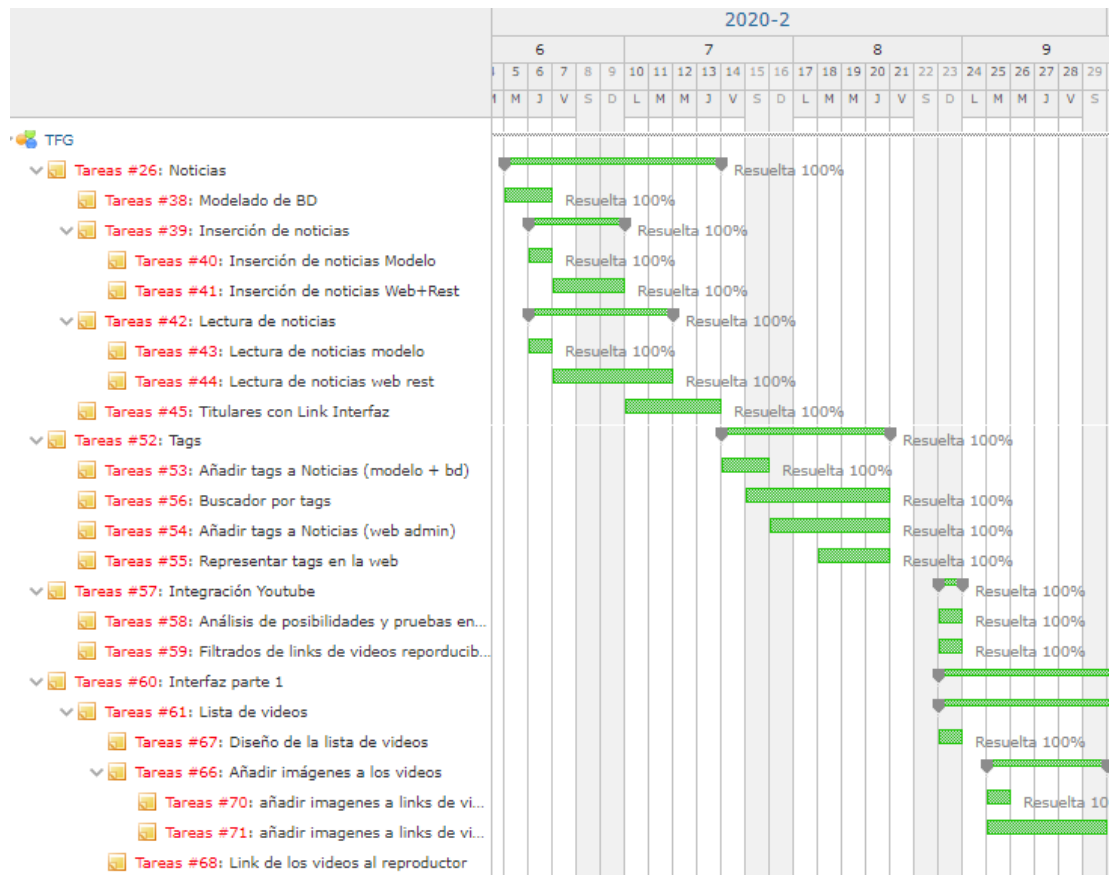 2020-2
6 7 8 9
5 6 7 8 9 10 11 12 13 14 15 16 17 18 19 20 21 22 23 24 25 26 27 28 29
M J V S D L M M J V S D L M M J V S D L M M J V S
TFG
Tareas #26: Noticias Resuelta 100%
Tareas #38: Modelado de BD Resuelta 100%
Tareas #39: Inserción de noticias Resuelta 100%
Tareas #40: Inserción de noticias Modelo Resuelta 100%
Tareas #41: Inserción de noticias Web+Rest Resuelta 100%
Tareas #42: Lectura de noticias Resuelta 100%
Tareas #43: Lectura de noticias modelo Resuelta 100%
Tareas #44: Lectura de noticias web rest Resuelta 100%
Tareas #45: Titulares con Link Interfaz Resuelta 100%
Tareas #52: Tags Resuelta 100%
Tareas #53: Añadir tags a Noticias (modelo + bd) Resuelta 100%
Tareas #56: Buscador por tags Resuelta 100%
Tareas #54: Añadir tags a Noticias (web admin) Resuelta 100%
Tareas #55: Representar tags en la web Resuelta 100%
Tareas #57: Integración Youtube Resuelta 100%
Tareas #58: Análisis de posibilidades y pruebas en... Resuelta 100%
Tareas #59: Filtrados de links de videos reporducib... Resuelta 100%
Tareas #60: Interfaz parte 1
Tareas #61: Lista de videos
Tareas #67: Diseño de la lista de videos Resuelta 100%
Tareas #66: Añadir imágenes a los videos
Tareas #70: añadir imagenes a links de vi... Resuelta 10
Tareas #71: añadir imagenes a links de vi...
Tareas #68: Link de los videos al reproductor